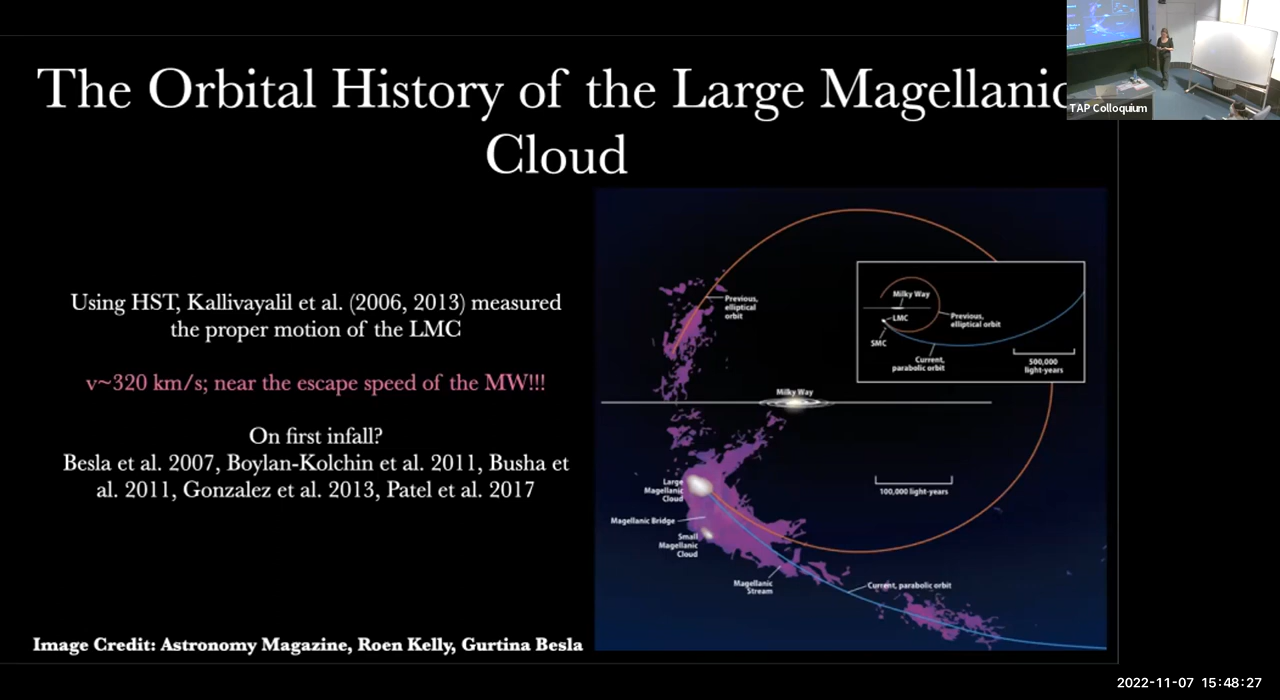 The Orbital History of the Large Magellanic
Cloud
TAP Colloquium
Using HST, Kallivayalil et al. (2006, 2013) measured
the proper motion of the LMC
v~320 km/s; near the escape speed of the MW!!!
On first infall?
Besla et al. 2007, Boylan-Kolchin et al. 2011, Busha et
al. 2011, Gonzalez et al. 2013, Patel et al. 2017
Image Credit: Astronomy Magazine, Roen Kelly, Gurtina Besla
Previous,
elliptical
orbit
Milky Way
Large
Magellanic
Cloud
Magellanic Bridge
Small
Magellanic
Cloud
Magellanic
Stream
100,000 light-years
Current, parabolic orbit
Milky Way
LMC
SMC
Previous,
elliptical orbit
Current,
parabolic orbit
500,000
light-years
2022-11-07 15:48:27